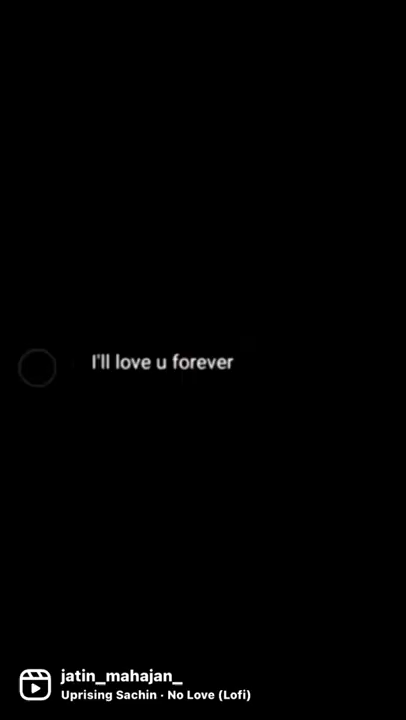 I'll love u forever
jatin_mahajan_
Uprising Sachin · No Love (Lofi)